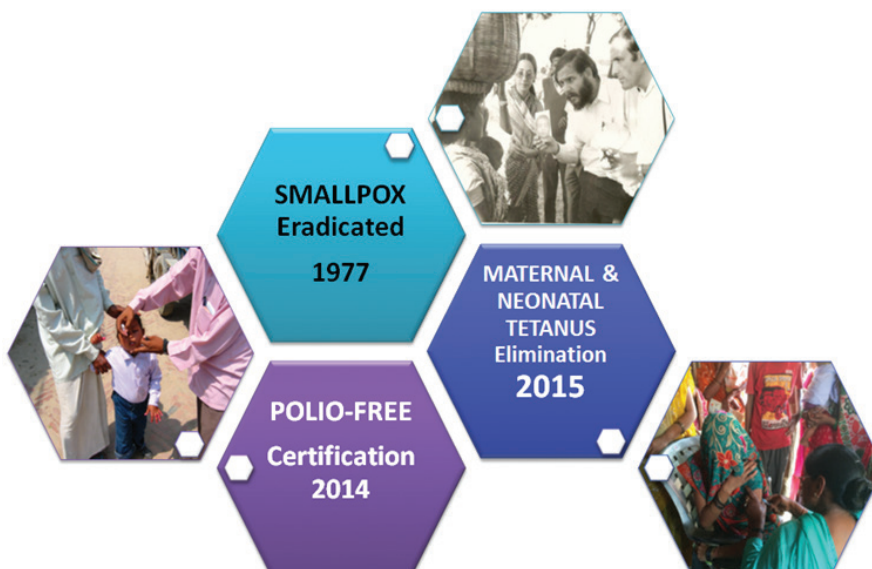 SMALLPOX
Eradicated
1977
MATERNAL &
NEONATAL
TETANUS
Elimination
2015
POLIO-FREE
Certification
2014